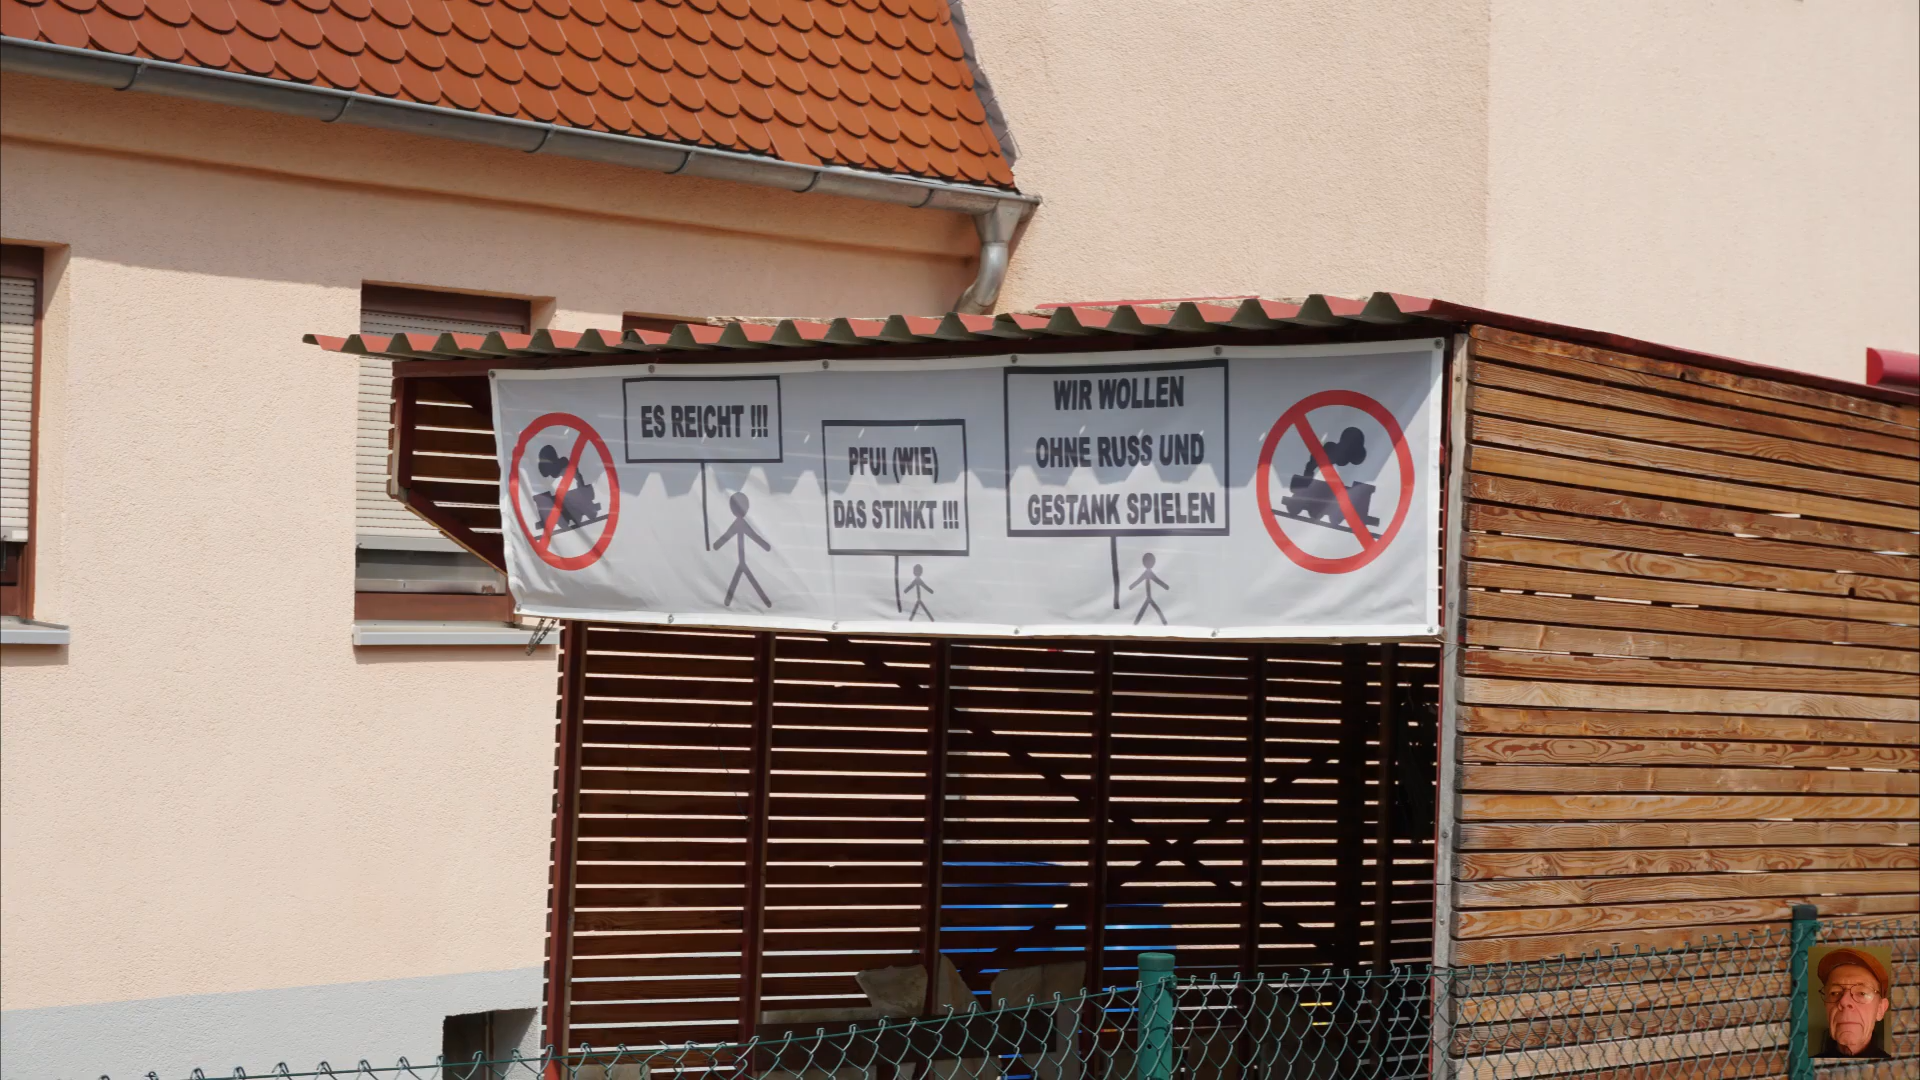 ES REICHT !!!
PFUI (WIE)
DAS STINKT !!!
WIR WOLLEN
OHNE RUSS UND
GESTANK SPIELEN